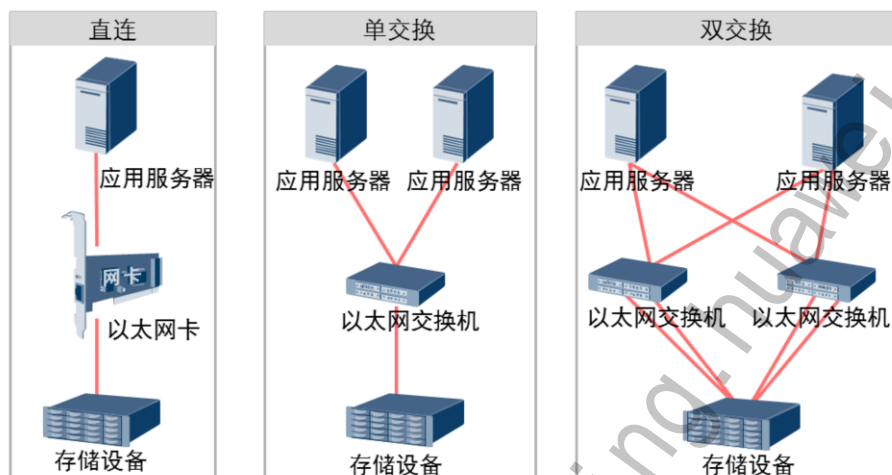 直连
应用服务器
网卡
以太网卡
存储设备
单交换
应用服务器 应用服务器
以太网交换机
存储设备
双交换
应用服务器 应用服务器
以太网交换机 以太网交换机
存储设备
ing.huawei